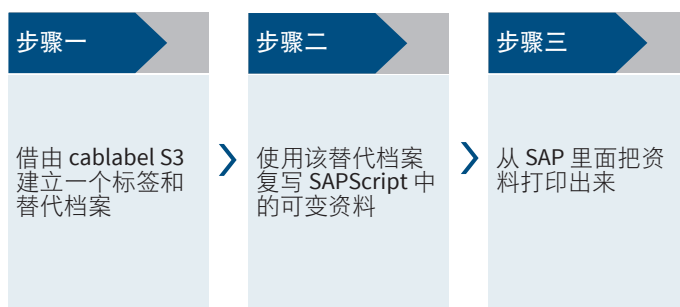 步骤一
借由 cablabel S3
建立一个标签和
替代档案
步骤二
使用该替代档案
复写 SAPScript 中
的可变资料
步骤三
从 SAP 里面把资
料打印出来